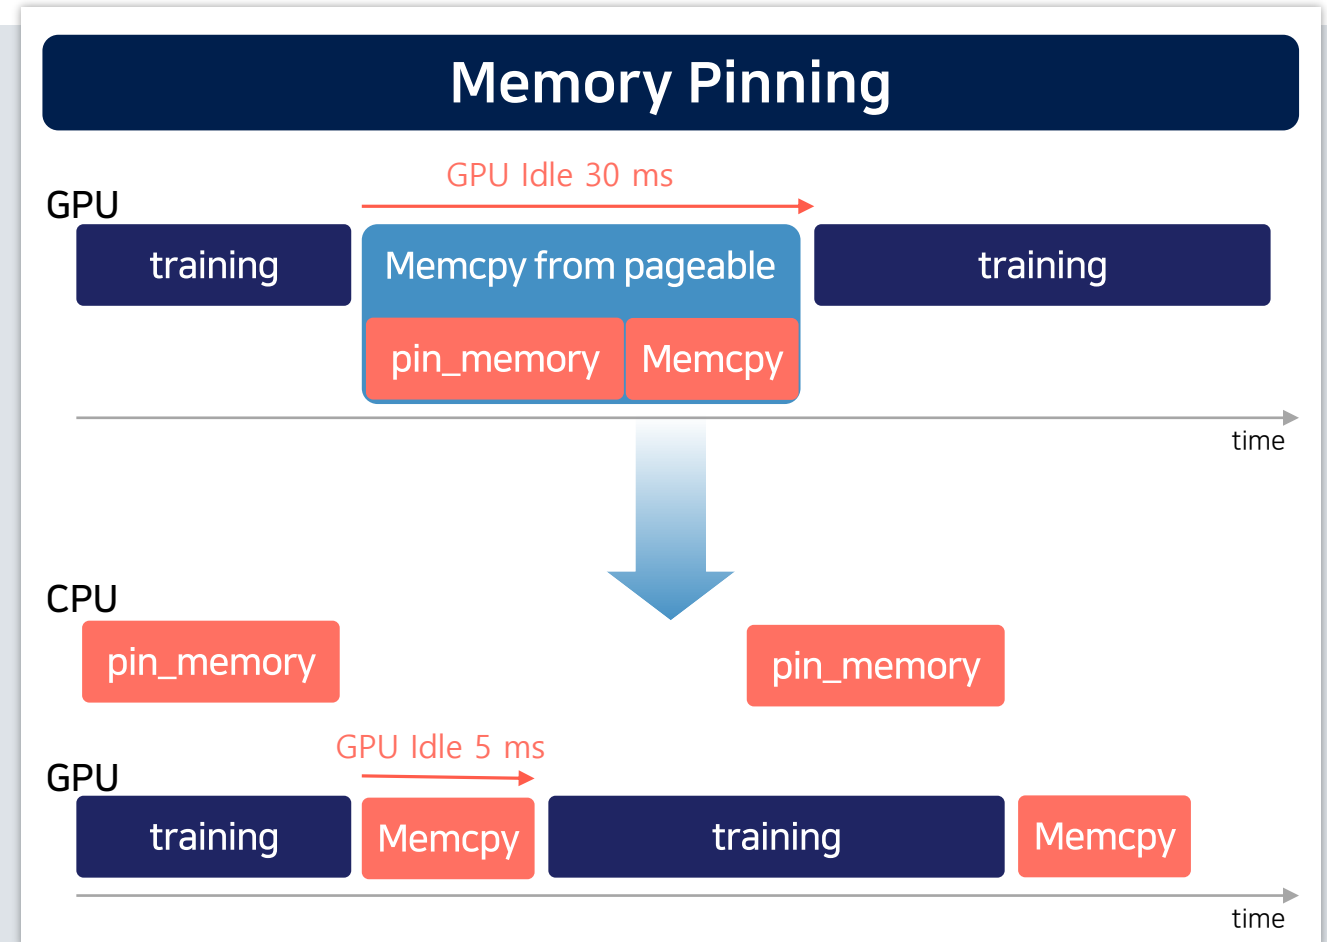 Memory Pinning
GPU Idle 30 ms
GPU
training
Memcpy from pageable
training
pin_memory
Memcpy
time
CPU
pin_memory
pin_memory
GPU Idle 5 ms
GPU
training
Memcpy
training
Memcpy
time